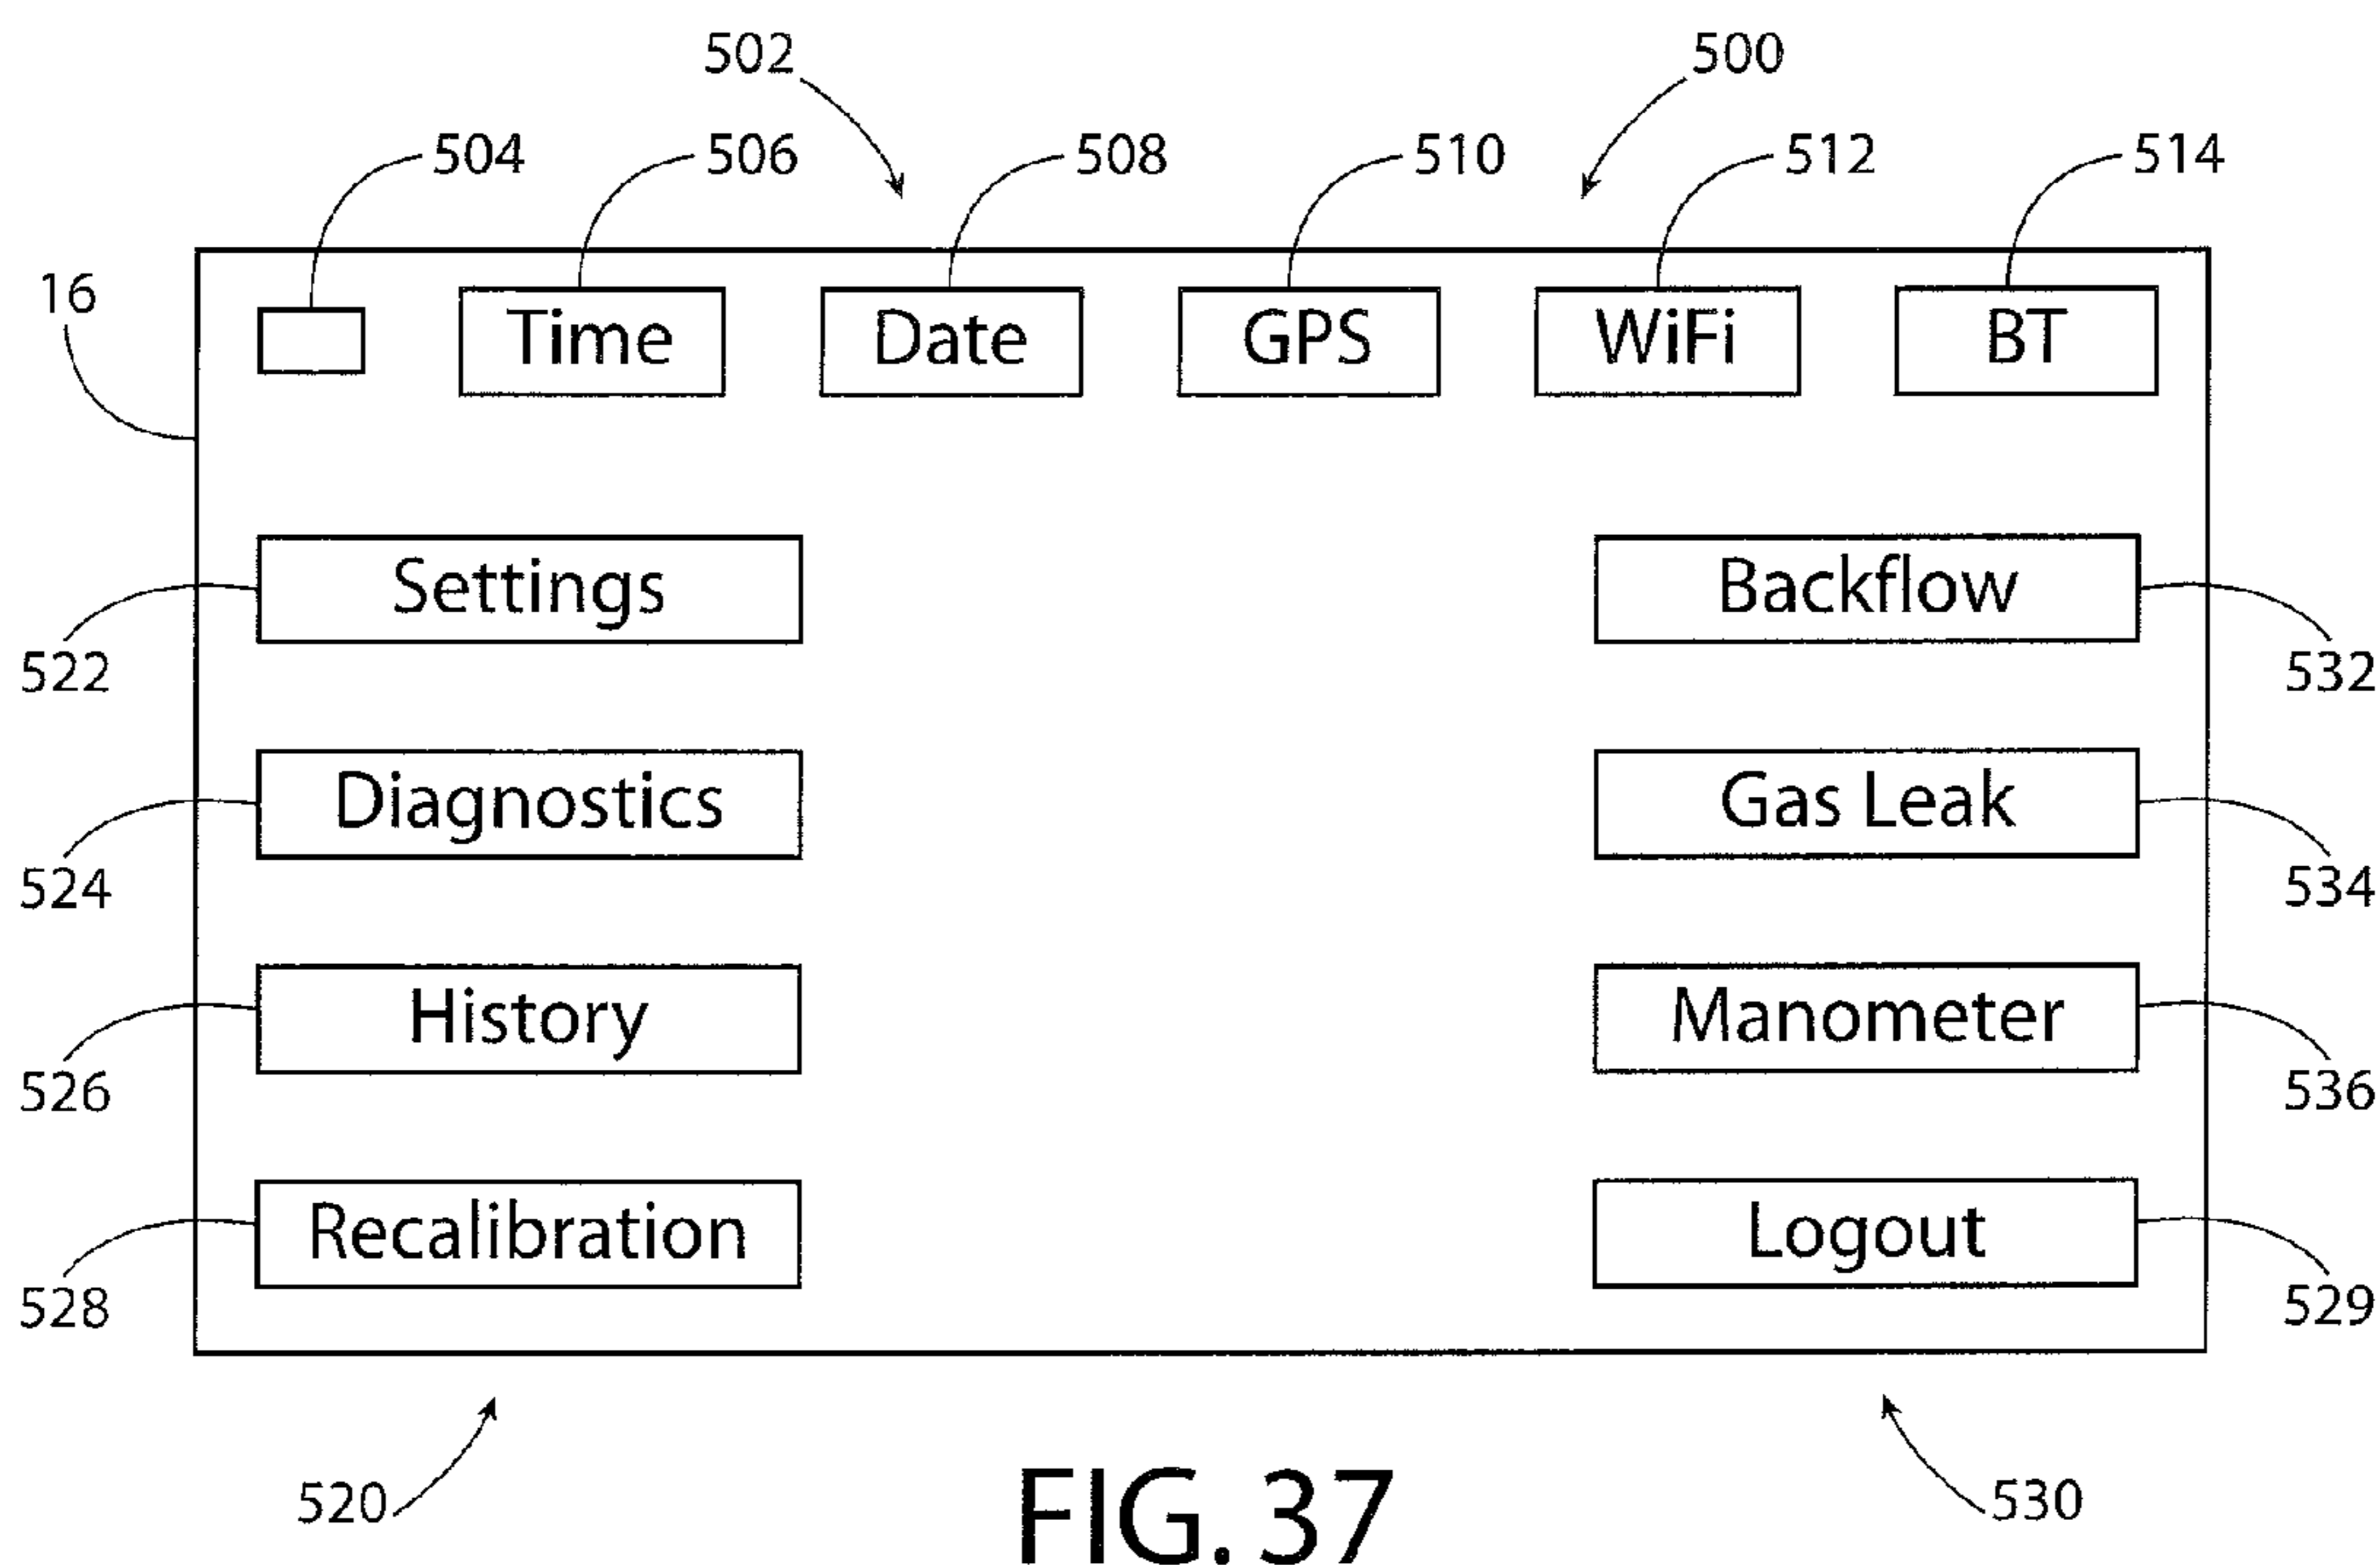 502 500
504 506 508 510 512 514
16
Time Date GPS WiFi BT
Settings Backflow
522 532
Diagnostics Gas Leak
524 534
History Manometer
526 536
Recalibration Logout
528 529
520 530
FIG. 37